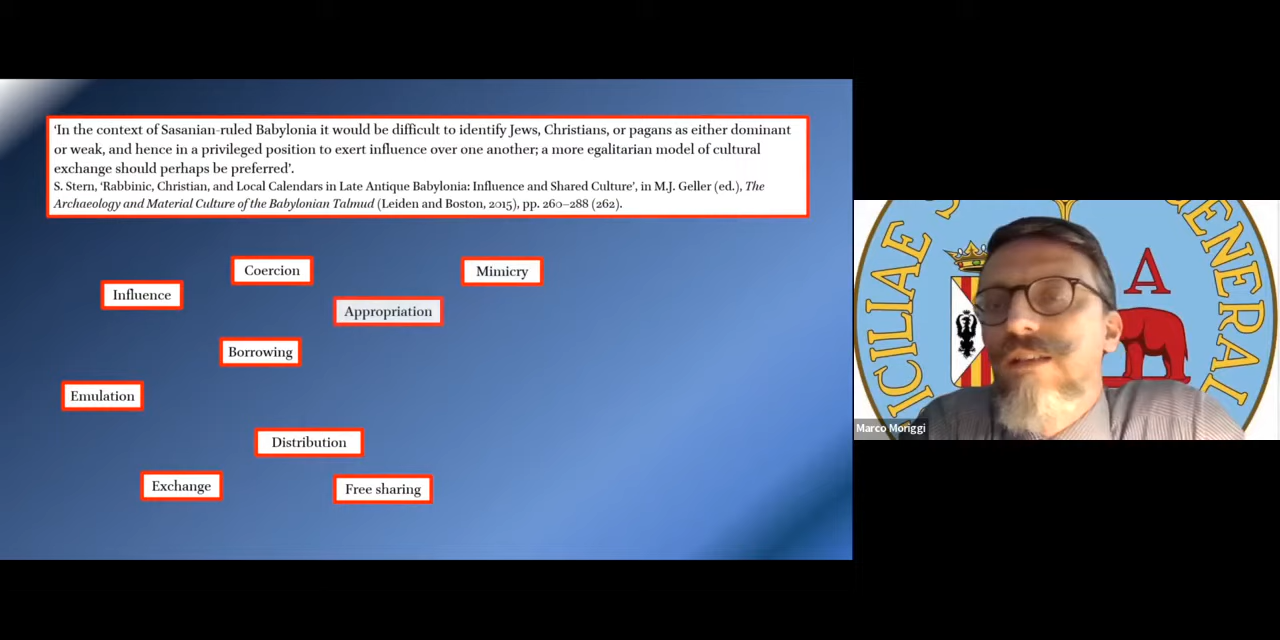 'In the context of Sasanian-ruled Babylonia it would be difficult to identify Jews, Christians, or pagans as either dominant
or weak, and hence in a privileged position to exert influence over one another; a more egalitarian model of cultural
exchange should perhaps be preferred'.
S. Stern, 'Rabbinic, Christian, and Local Calendars in Late Antique Babylonia: Influence and Shared Culture', in M.J. Geller (ed.), The
Archaeology and Material Culture of the Babylonian Talmud (Leiden and Boston, 2015), pp. 260–288 (262).
Coercion
Mimicry
Influence
Appropriation
Borrowing
Emulation
Distribution
Exchange
Free sharing
ICILIAE S
GENERAL
A
Marco Moriggi